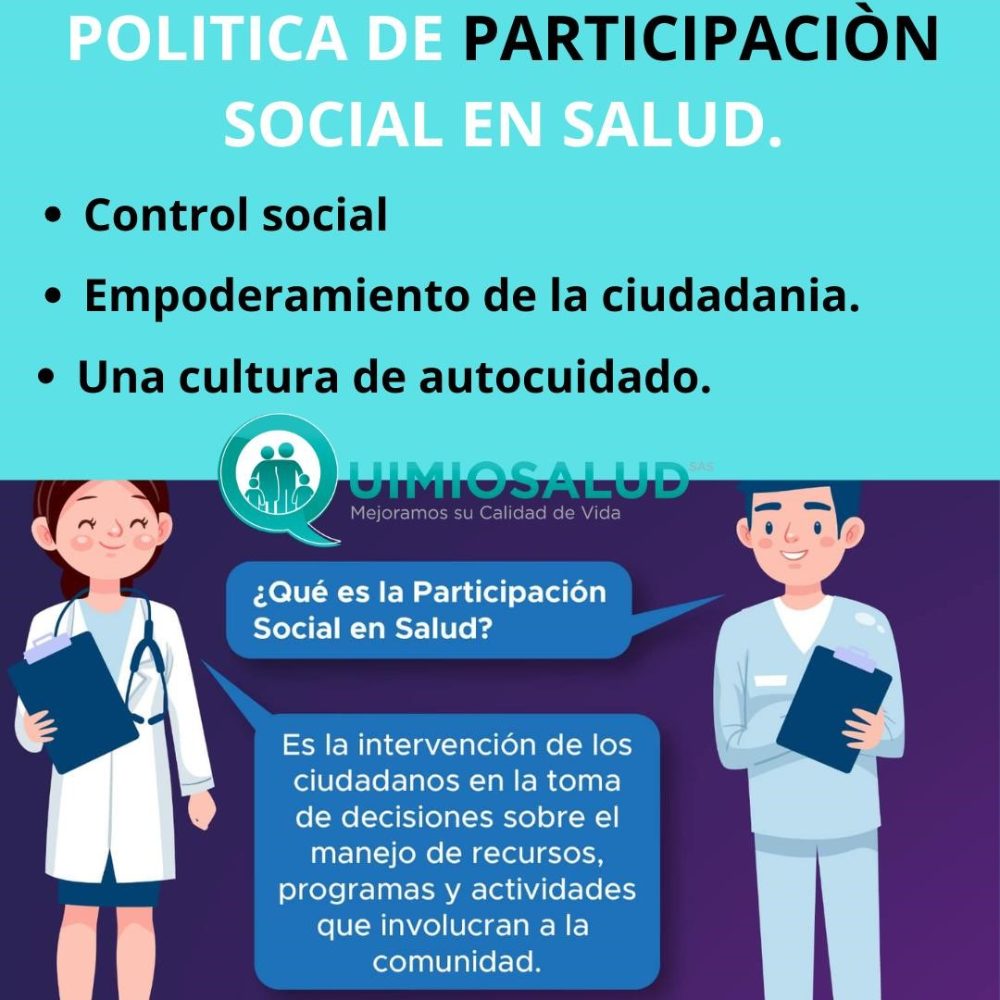 POLITICA DE PARTICIPACIÒN
SOCIAL EN SALUD.
• Control social
• Empoderamiento de la ciudadania.
• Una cultura de autocuidado.
QUIMIOSALUD SAS
Mejoramos su Calidad de Vida
¿Qué es la Participación
Social en Salud?
Es la intervención de los
ciudadanos en la toma
de decisiones sobre el
manejo de recursos,
programas y actividades
que involucran a la
comunidad.